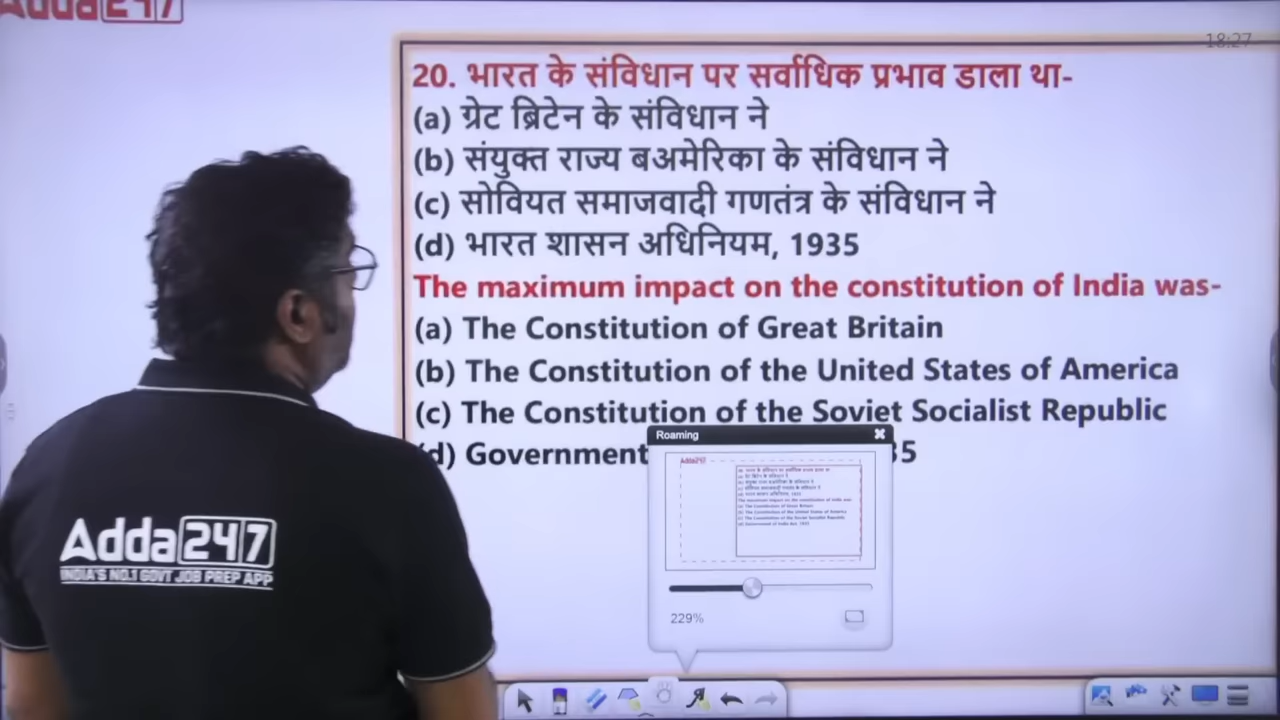 Adda247
18:27
20. भारत के संविधान पर सर्वाधिक प्रभाव डाला था-
(a) ग्रेट ब्रिटेन के संविधान ने
(b) संयुक्त राज्य बअमेरिका के संविधान ने
(c) सोवियत समाजवादी गणतंत्र के संविधान ने
(d) भारत शासन अधिनियम, 1935
The maximum impact on the constitution of India was-
(a) The Constitution of Great Britain
(b) The Constitution of the United States of America
(c) The Constitution of the Soviet Socialist Republic
d) Government 35
Roaming
229%
Adda247
INDIA'S NO.1 GOVT JOB PREP APP